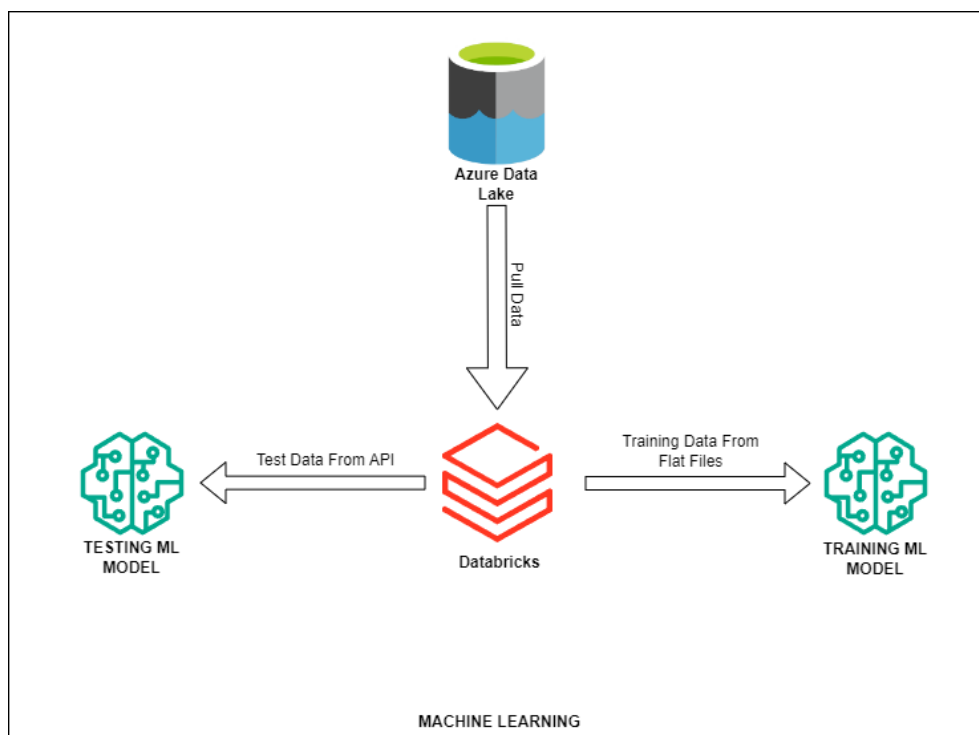 Azure Data
Lake
Pull Data
Test Data From API
Training Data From
Flat Files
TESTING ML
MODEL
Databricks
TRAINING ML
MODEL
MACHINE LEARNING